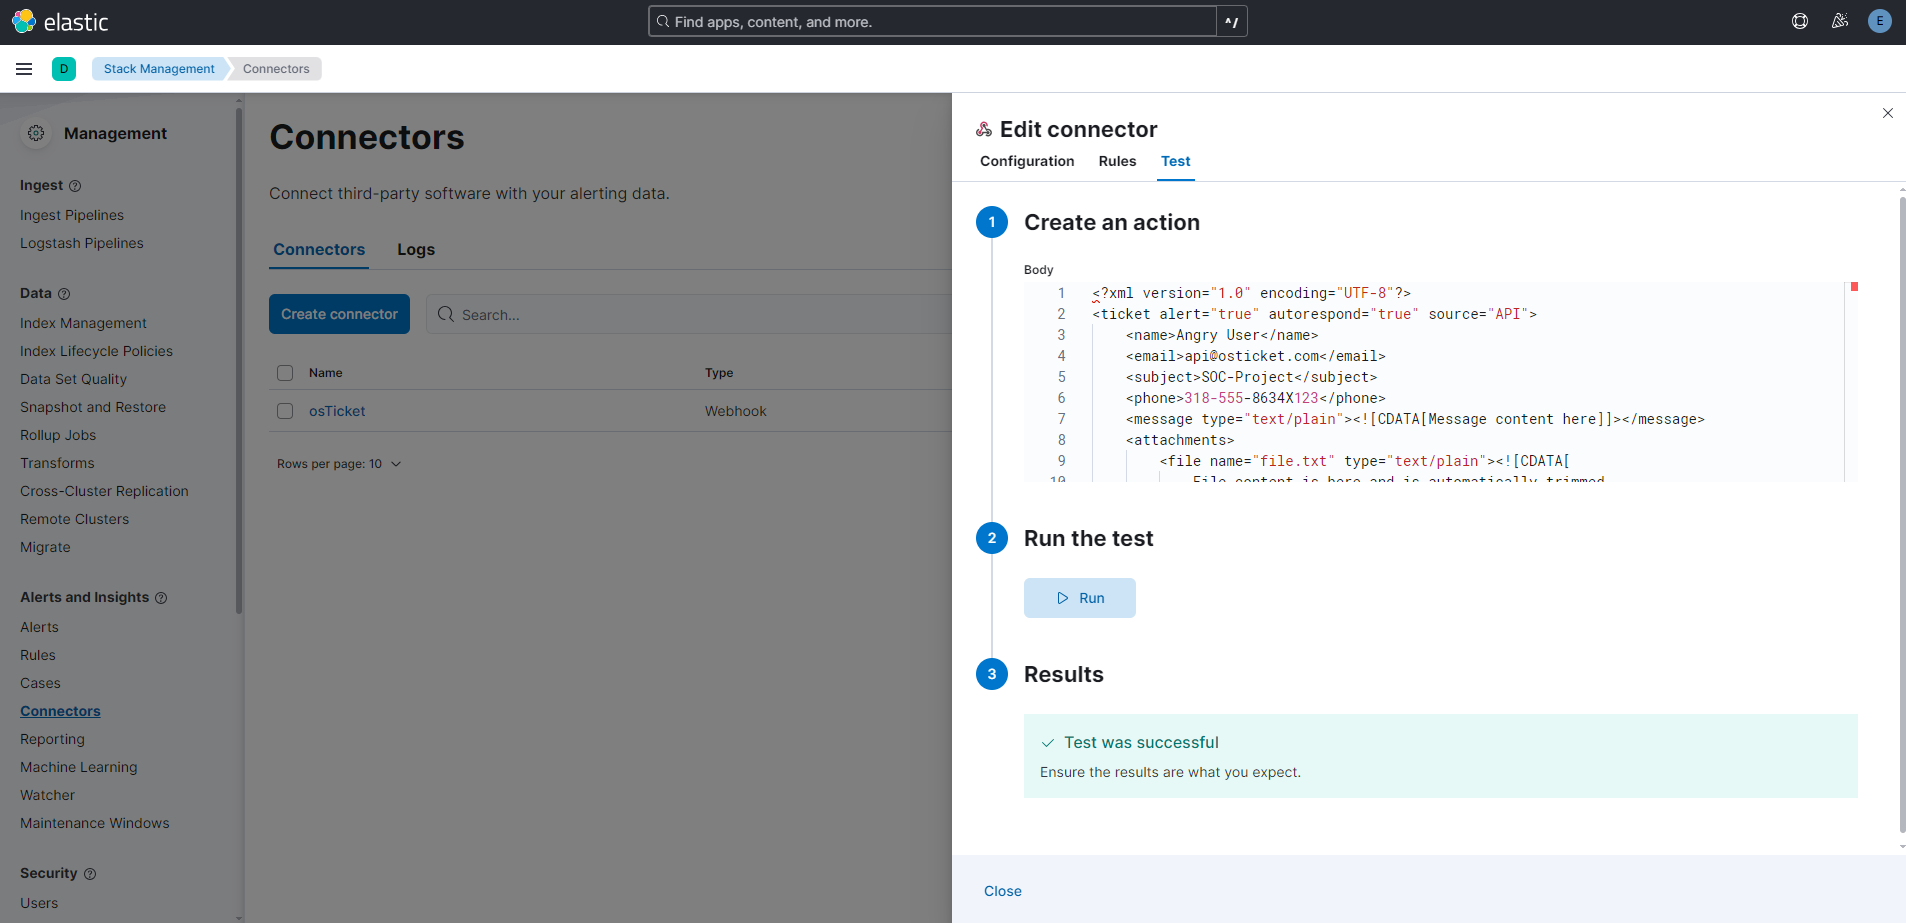 elastic
Find apps, content, and more.
^/
E
D
Stack Management
Connectors
Management
Ingest
Ingest Pipelines
Logstash Pipelines
Data
Index Management
Index Lifecycle Policies
Data Set Quality
Snapshot and Restore
Rollup Jobs
Transforms
Cross-Cluster Replication
Remote Clusters
Migrate
Alerts and Insights
Alerts
Rules
Cases
Connectors
Reporting
Machine Learning
Watcher
Maintenance Windows
Security
Users
Connectors
Connect third-party software with your alerting data.
Connectors Logs
Create connector
Search...
Name Type
osTicket Webhook
Rows per page: 10
Edit connector
Configuration Rules Test
1 Create an action
Body
1 <?xml version="1.0" encoding="UTF-8"?>
2 <ticket alert="true" autorespond="true" source="API">
3 <name>Angry User</name>
4 <email>api@osticket.com</email>
5 <subject>SOC-Project</subject>
6 <phone>318-555-8634X123</phone>
7 <message type="text/plain"><![CDATA[Message content here]]></message>
8 <attachments>
9 <file name="file.txt" type="text/plain"><![CDATA[
10 File content is here and is automatically trimmed
2 Run the test
Run
3 Results
Test was successful
Ensure the results are what you expect.
Close